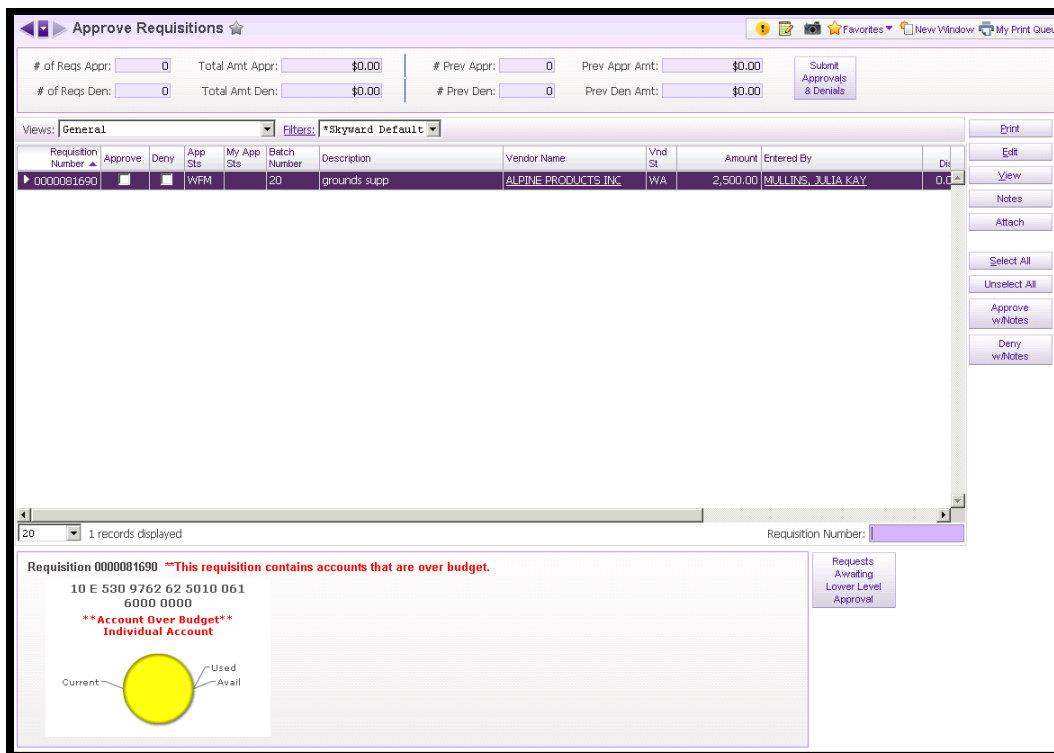 Approve Requisitions
Favorites New Window My Print Queu
# of Reqs Appr: 0 Total Amt Appr: $0.00 # Prev Appr: 0 Prev Appr Amt: $0.00
# of Reqs Den: 0 Total Amt Den: $0.00 # Prev Den: 0 Prev Den Amt: $0.00
Submit
Approvals
& Denials
Views: General Filters: *Skyward Default
Requisition Number Approve Deny App Sts My App Sts Batch Number Description Vendor Name Vnd St Amount Entered By Dis
0000081690 WFM 20 grounds supp ALPINE PRODUCTS INC WA 2,500.00 MULLINS, JULIA KAY 0.0
Print
Edit
View
Notes
Attach
Select All
Unselect All
Approve
w/Notes
Deny
w/Notes
20 1 records displayed Requisition Number:
Requisition 0000081690 **This requisition contains accounts that are over budget.
10 E 530 9762 62 5010 061
6000 0000
**Account Over Budget**
Individual Account
Used
Current Avail
Requests
Awaiting
Lower Level
Approval